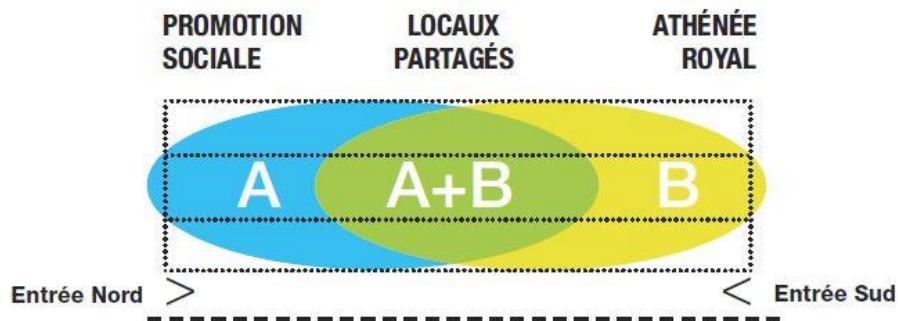 PROMOTION
SOCIALE
LOCAUX
PARTAGÉS
ATHÉNÉE
ROYAL
A
A+B
B
Entrée Nord >
< Entrée Sud